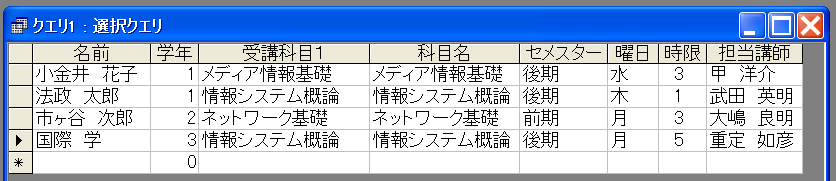 クエリ1 : 選択クエリ
名前 学年 受講科目1 科目名 セメスター 曜日 時限 担当講師
小金井 花子 1 メディア情報基礎 メディア情報基礎 後期 水 3 甲 洋介
法政 太郎 1 情報システム概論 情報システム概論 後期 木 1 武田 英明
市ヶ谷 次郎 2 ネットワーク基礎 ネットワーク基礎 前期 月 3 大嶋 良明
国際 学 3 情報システム概論 情報システム概論 後期 月 5 重定 如彦
* 0